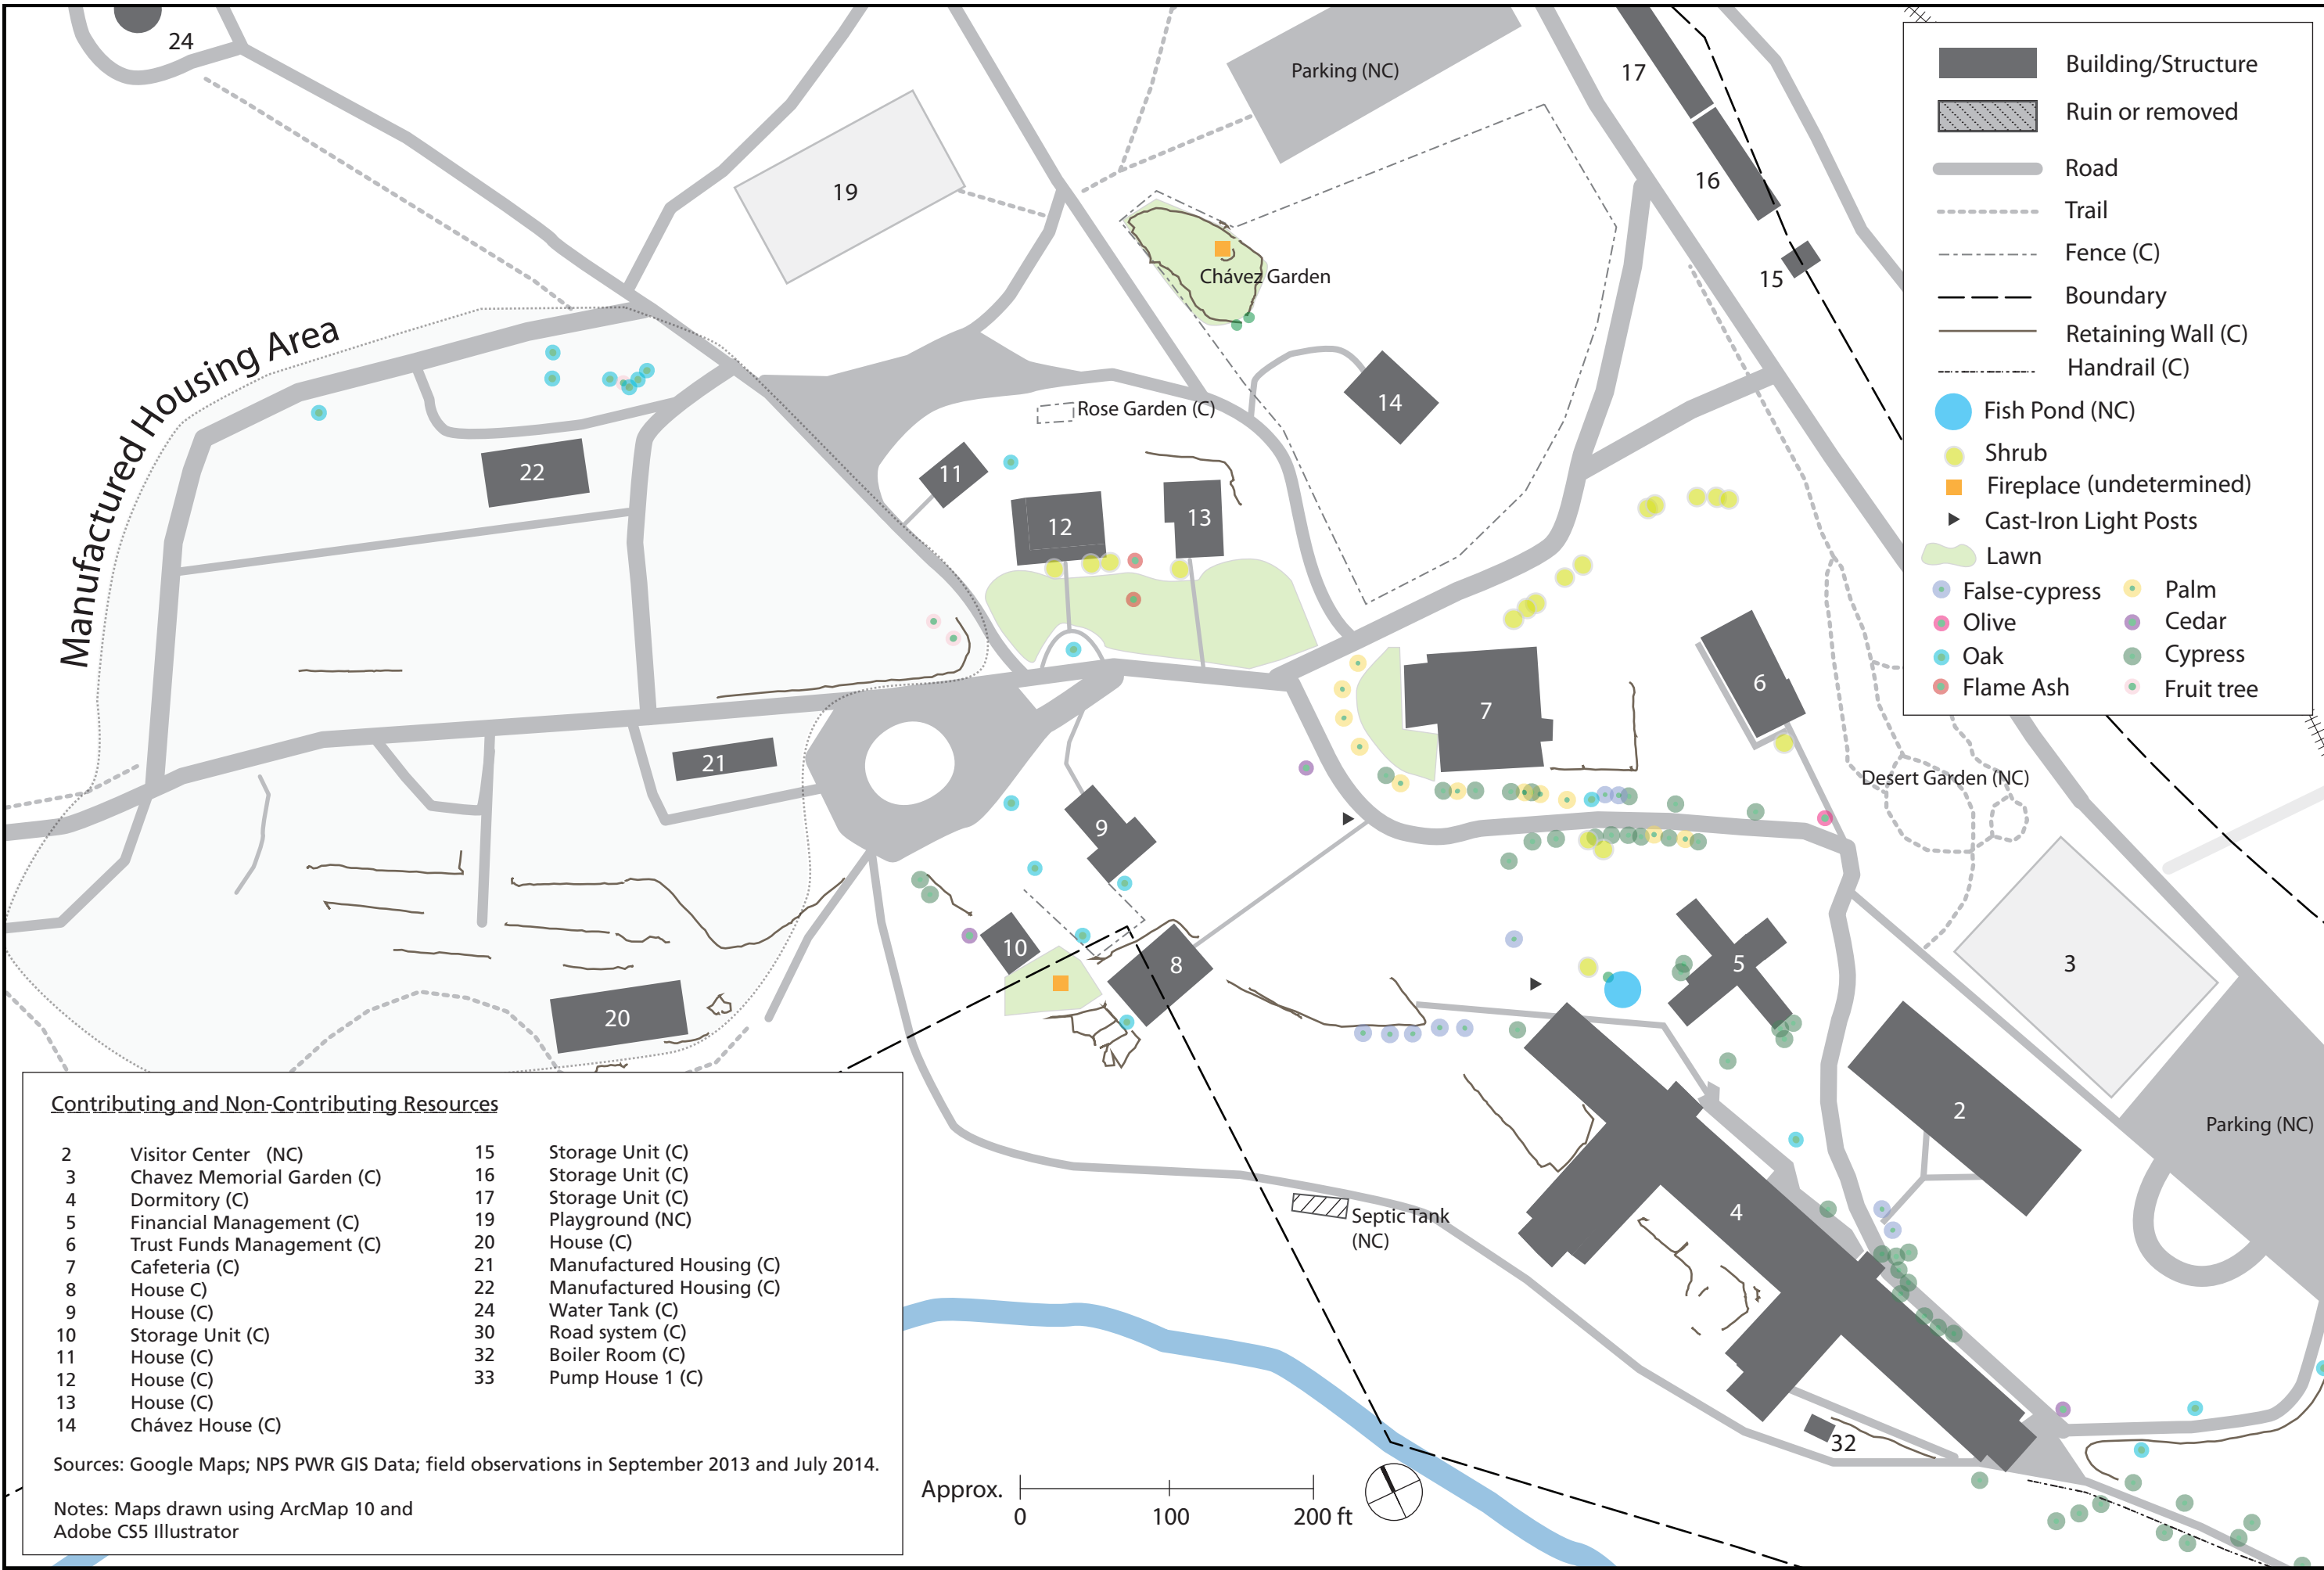 24
19
Parking (NC)
17
16
15
Chávez Garden
14
Rose Garden (C)
11
12
13
22
Manufactured Housing Area
21
7
6
Desert Garden (NC)
9
10
8
5
3
20
2
Parking (NC)
4
Septic Tank
(NC)
32
Building/Structure
Ruin or removed
Road
Trail
Fence (C)
Boundary
Retaining Wall (C)
Handrail (C)
Fish Pond (NC)
Shrub
Fireplace (undetermined)
Cast-Iron Light Posts
Lawn
False-cypress Palm
Olive Cedar
Oak Cypress
Flame Ash Fruit tree
Contributing and Non-Contributing Resources
2 Visitor Center (NC)
3 Chavez Memorial Garden (C)
4 Dormitory (C)
5 Financial Management (C)
6 Trust Funds Management (C)
7 Cafeteria (C)
8 House C)
9 House (C)
10 Storage Unit (C)
11 House (C)
12 House (C)
13 House (C)
14 Chávez House (C)
15 Storage Unit (C)
16 Storage Unit (C)
17 Storage Unit (C)
19 Playground (NC)
20 House (C)
21 Manufactured Housing (C)
22 Manufactured Housing (C)
24 Water Tank (C)
30 Road system (C)
32 Boiler Room (C)
33 Pump House 1 (C)
Sources: Google Maps; NPS PWR GIS Data; field observations in September 2013 and July 2014.
Notes: Maps drawn using ArcMap 10 and
Adobe CS5 Illustrator
Approx.
0 100 200 ft